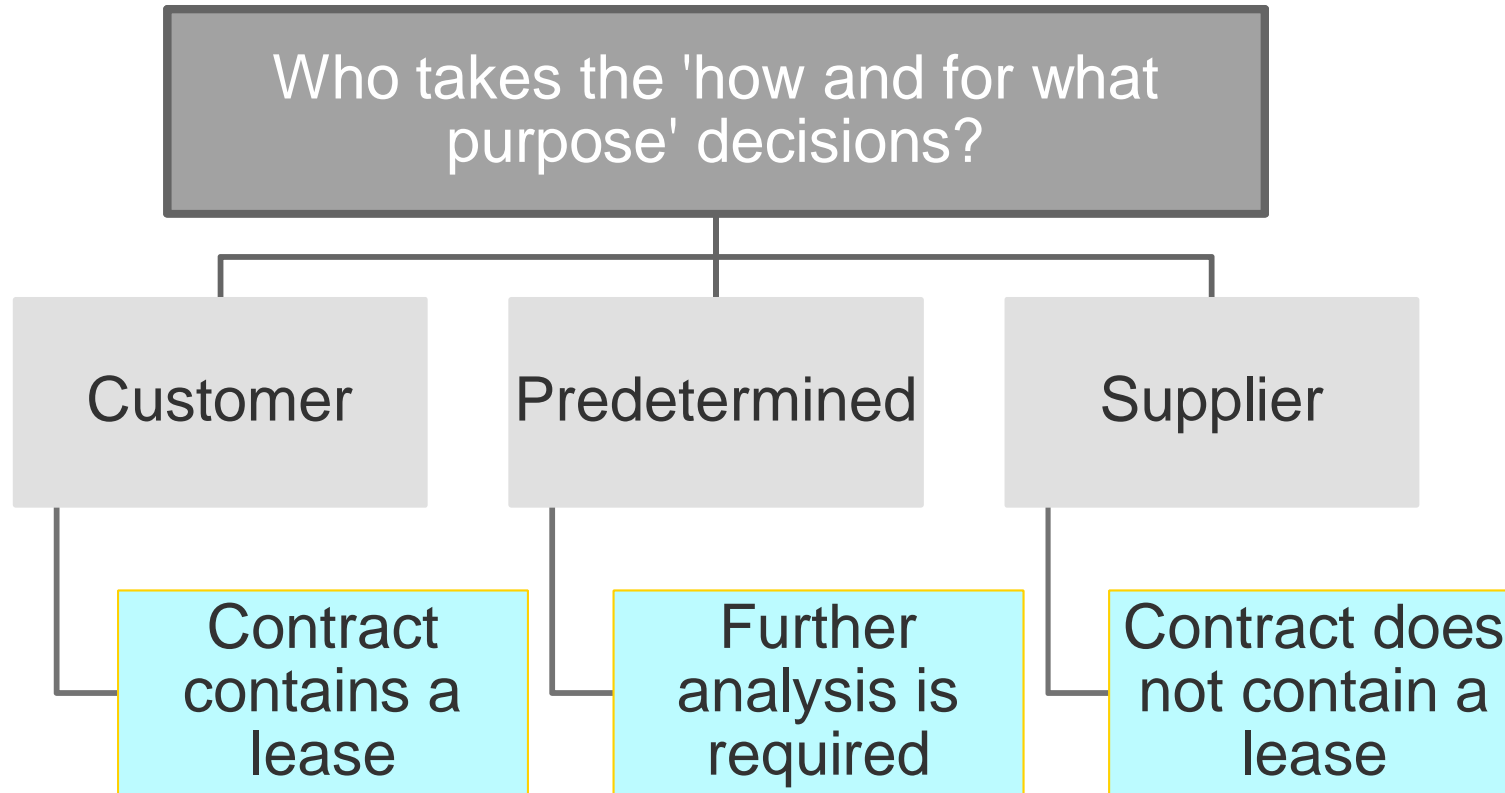 Who takes the 'how and for what
purpose' decisions?
Customer
Predetermined
Supplier
Contract
contains a
lease
Further
analysis is
required
Contract does
not contain a
lease